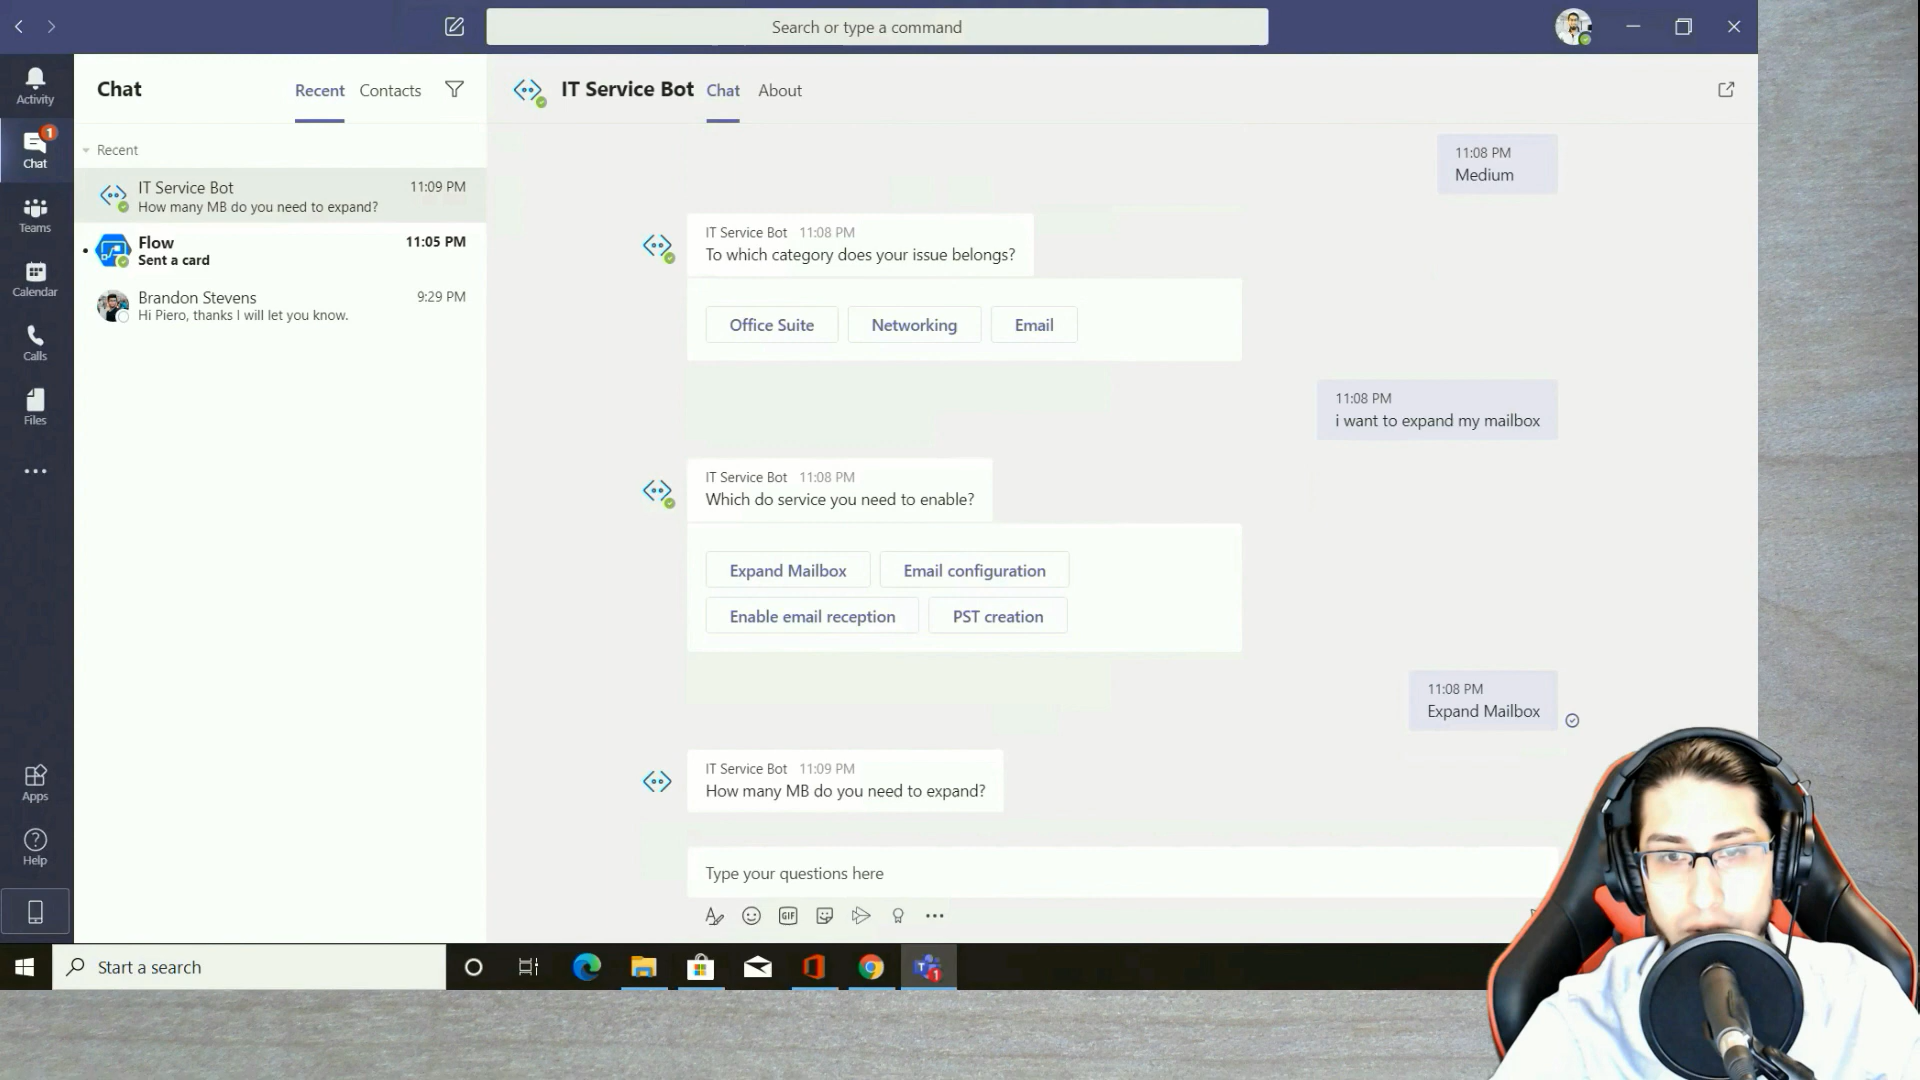 Search or type a command
Activity
1
Chat
Teams
Calendar
Calls
Files
Apps
Help
Chat
Recent
Contacts
Recent
IT Service Bot
11:09 PM
How many MB do you need to expand?
Flow
11:05 PM
Sent a card
Brandon Stevens
9:29 PM
Hi Piero, thanks I will let you know.
IT Service Bot
Chat
About
11:08 PM
Medium
IT Service Bot 11:08 PM
To which category does your issue belongs?
Office Suite
Networking
Email
11:08 PM
i want to expand my mailbox
IT Service Bot 11:08 PM
Which do service you need to enable?
Expand Mailbox
Email configuration
Enable email reception
PST creation
11:08 PM
Expand Mailbox
IT Service Bot 11:09 PM
How many MB do you need to expand?
Type your questions here
GIF
Start a search
T
1